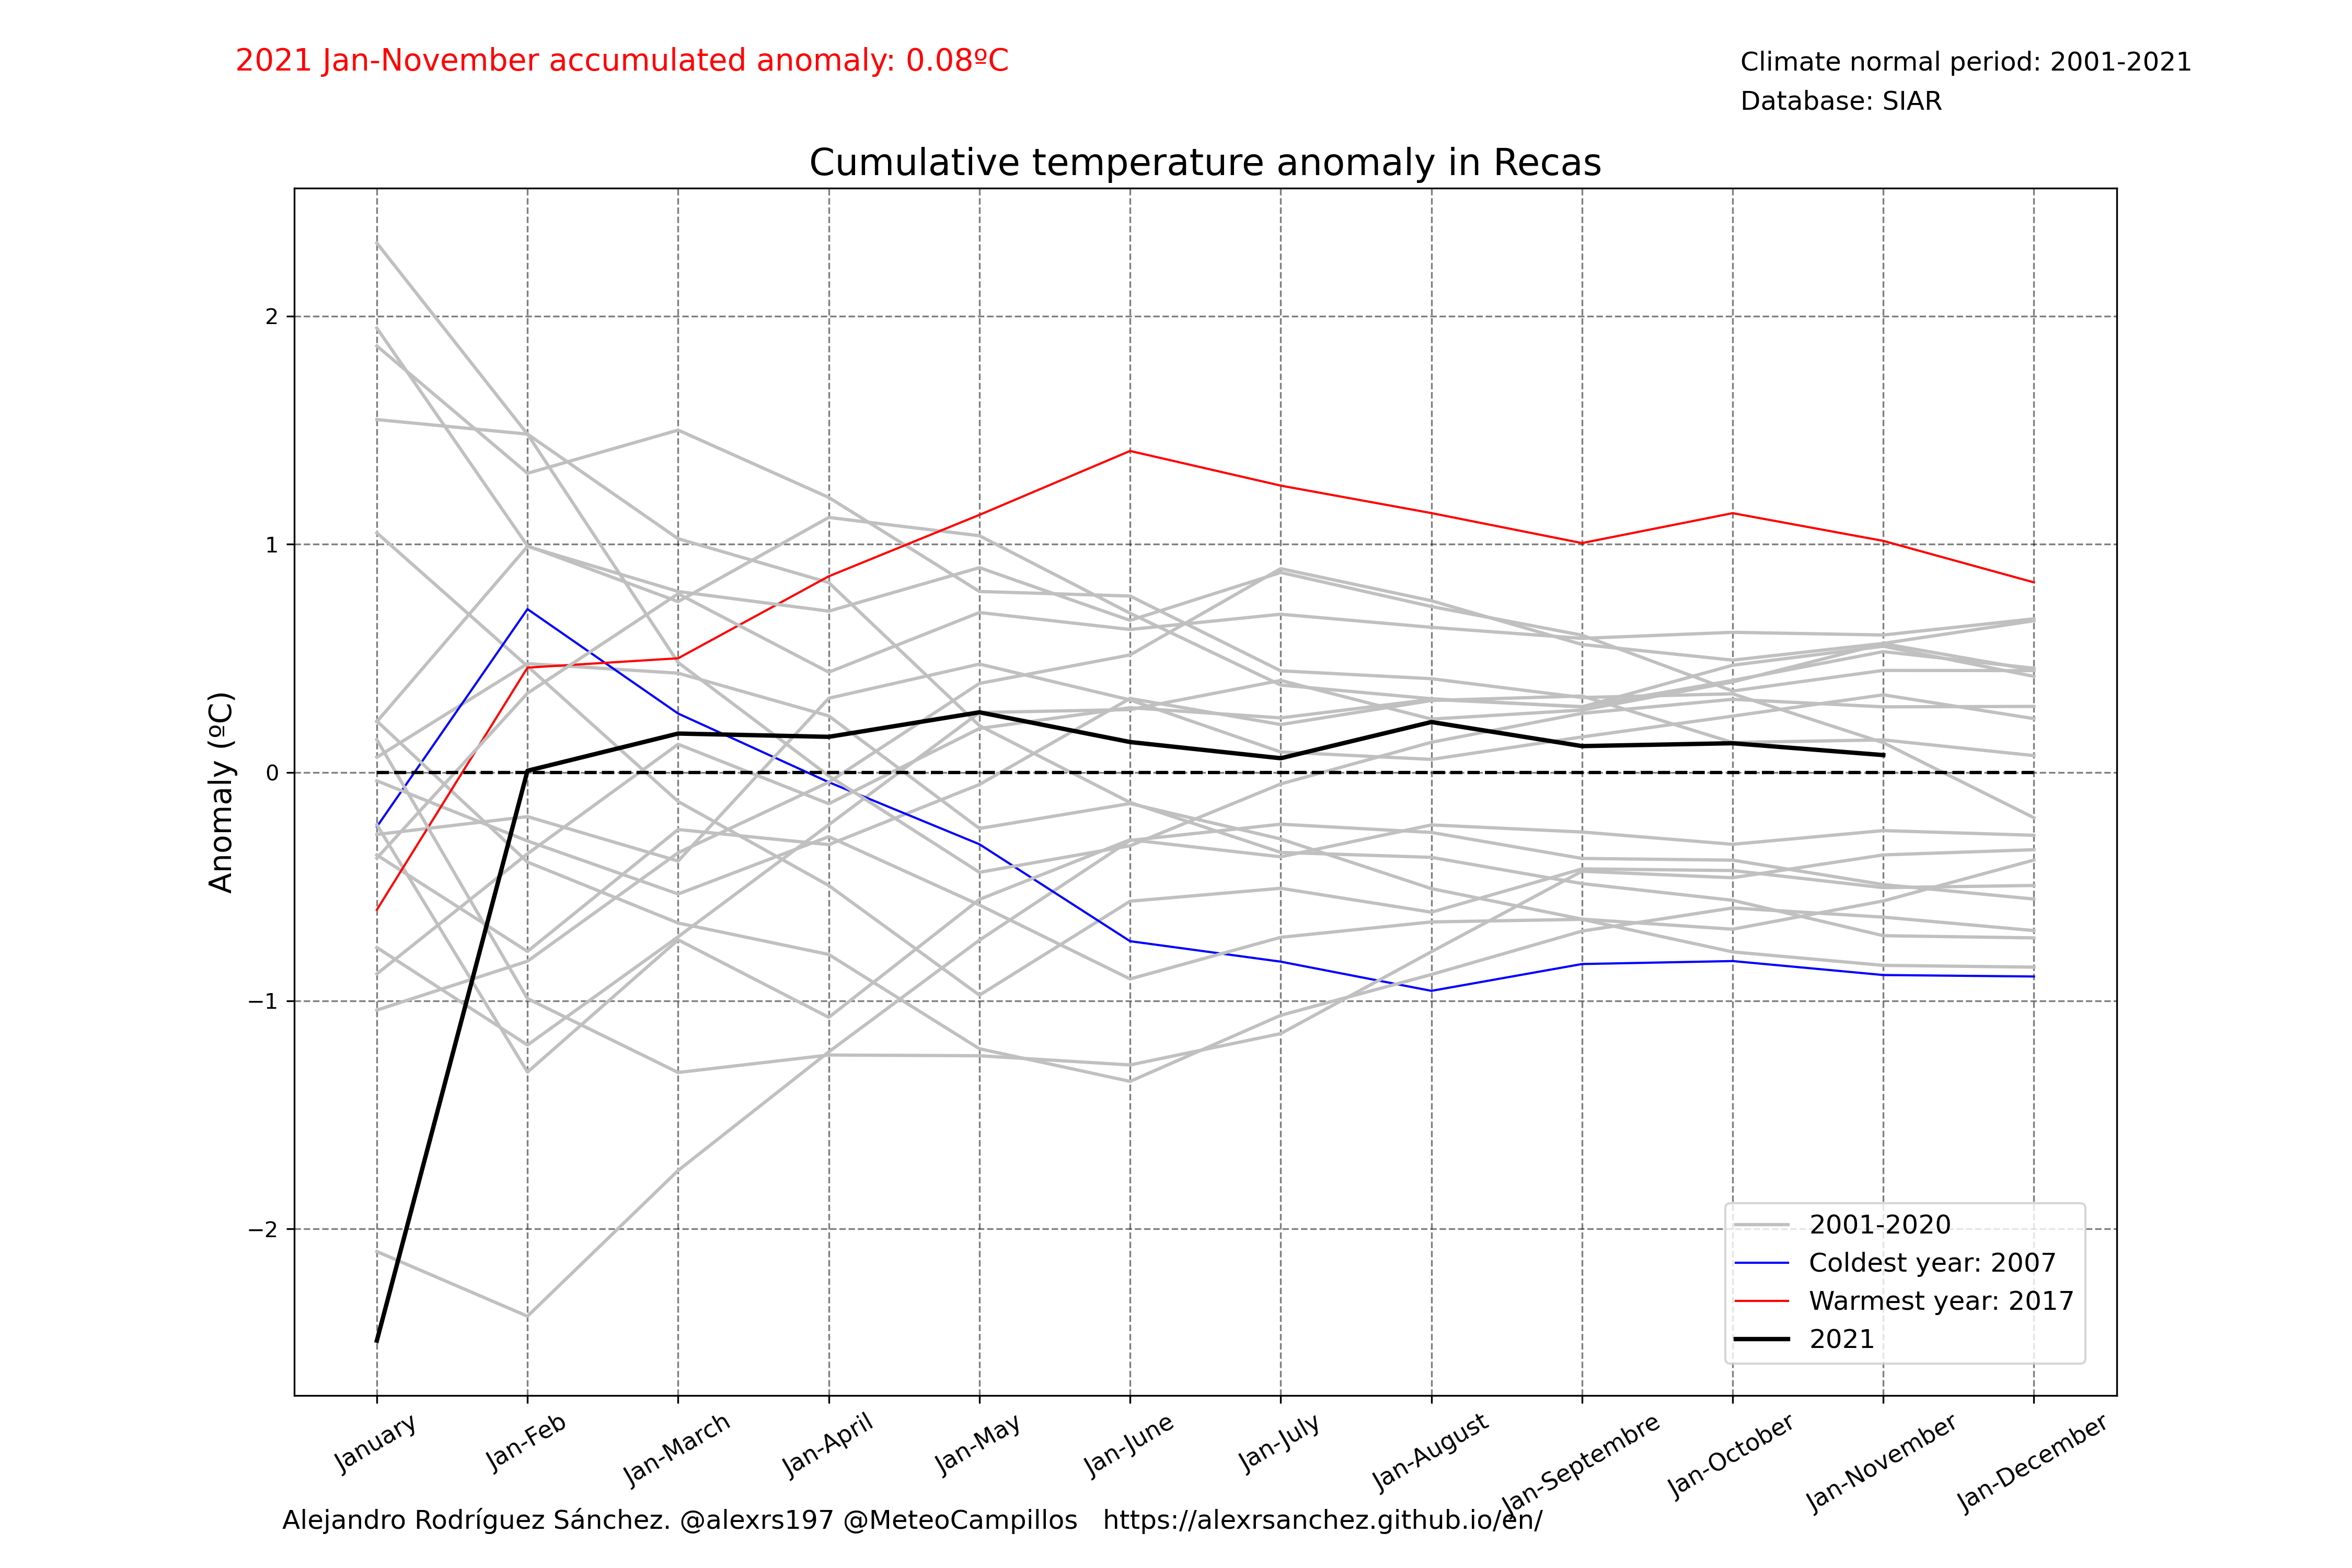 2021 Jan-November accumulated anomaly: 0.08ºC
Climate normal period: 2001-2021
Database: SIAR
Cumulative temperature anomaly in Recas
Anomaly (ºC)
2
1
0
−1
−2
2001-2020
Coldest year: 2007
Warmest year: 2017
2021
January
Jan-Feb
Jan-March
Jan-April
Jan-May
Jan-June
Jan-July
Jan-August
Jan-Septembre
Jan-October
Jan-November
Jan-December
Alejandro Rodríguez Sánchez. @alexrs197 @MeteoCampillos https://alexrsanchez.github.io/en/